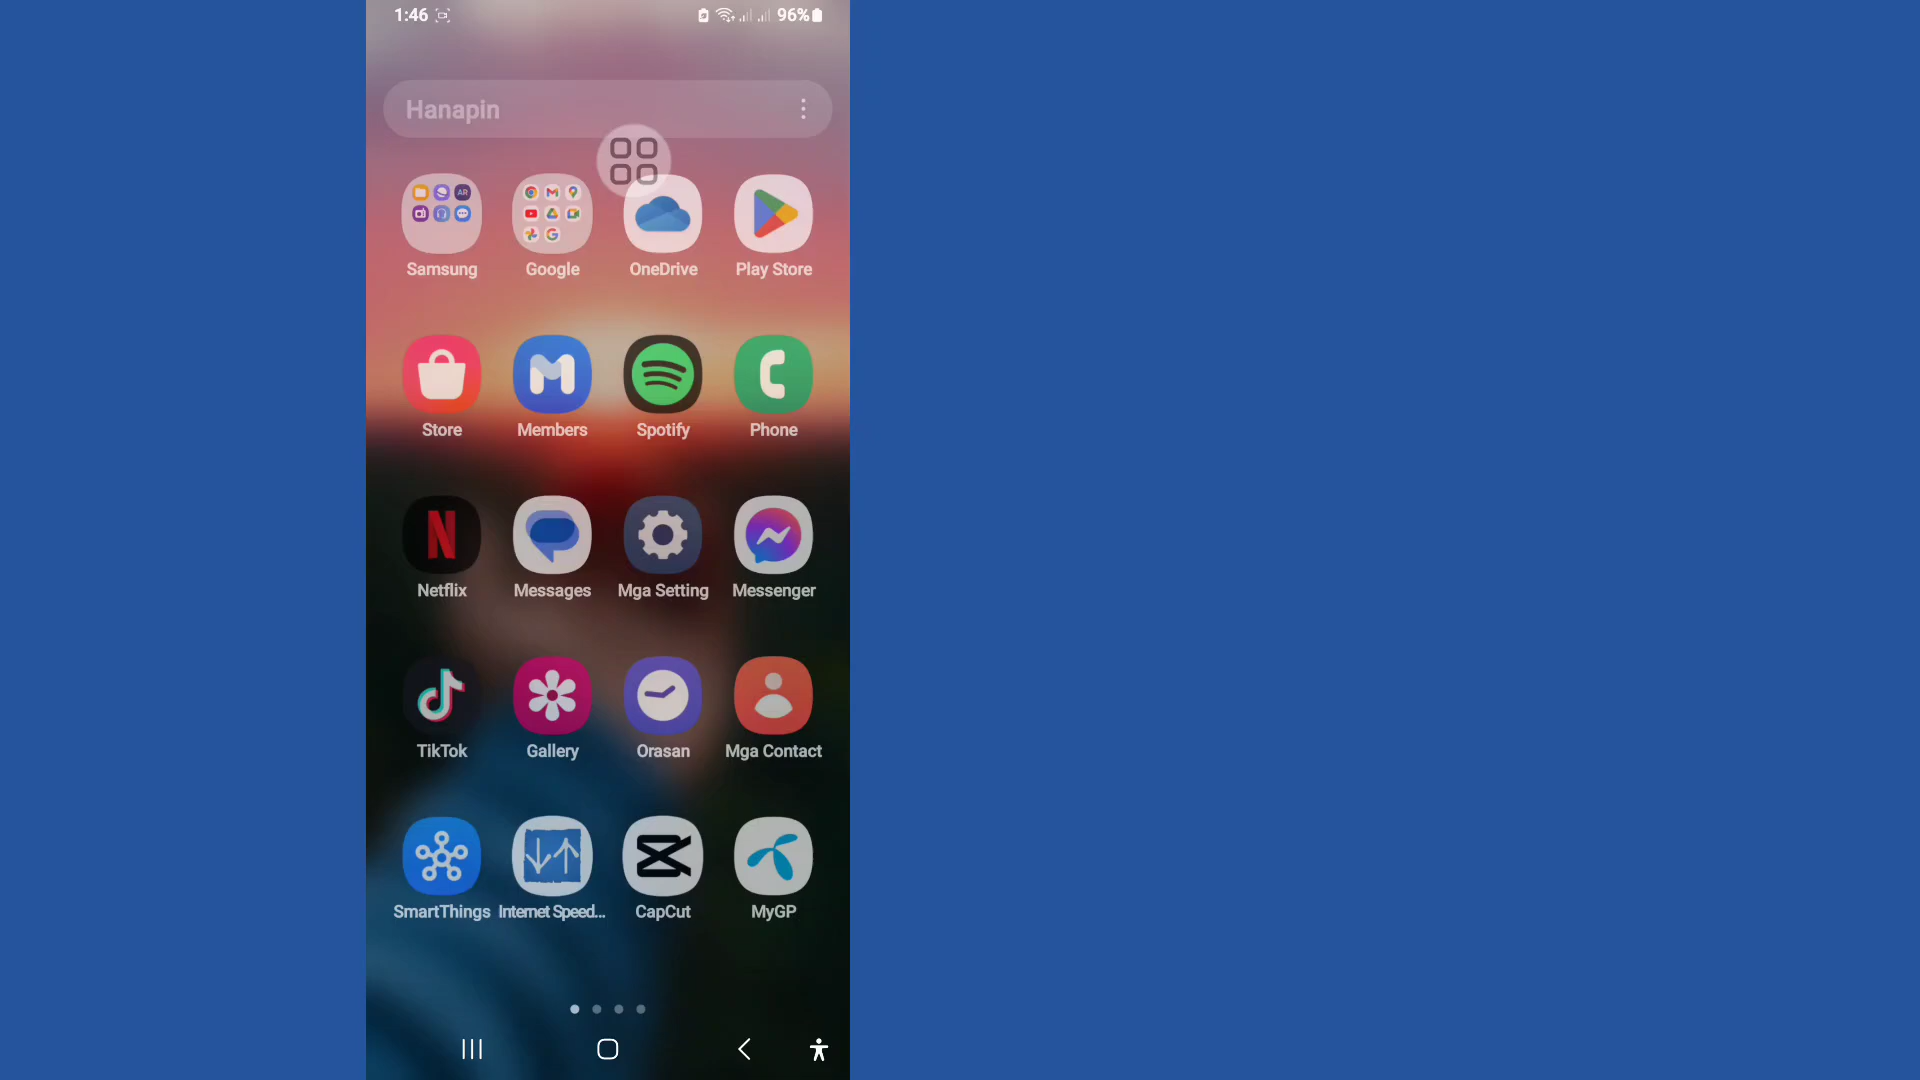 1:46 96%
Hanapin
AR
Samsung Google OneDrive Play Store
Store Members Spotify Phone
Netflix Messages Mga Setting Messenger
TikTok Gallery Orasan Mga Contact
SmartThings Internet Speed... CapCut MyGP